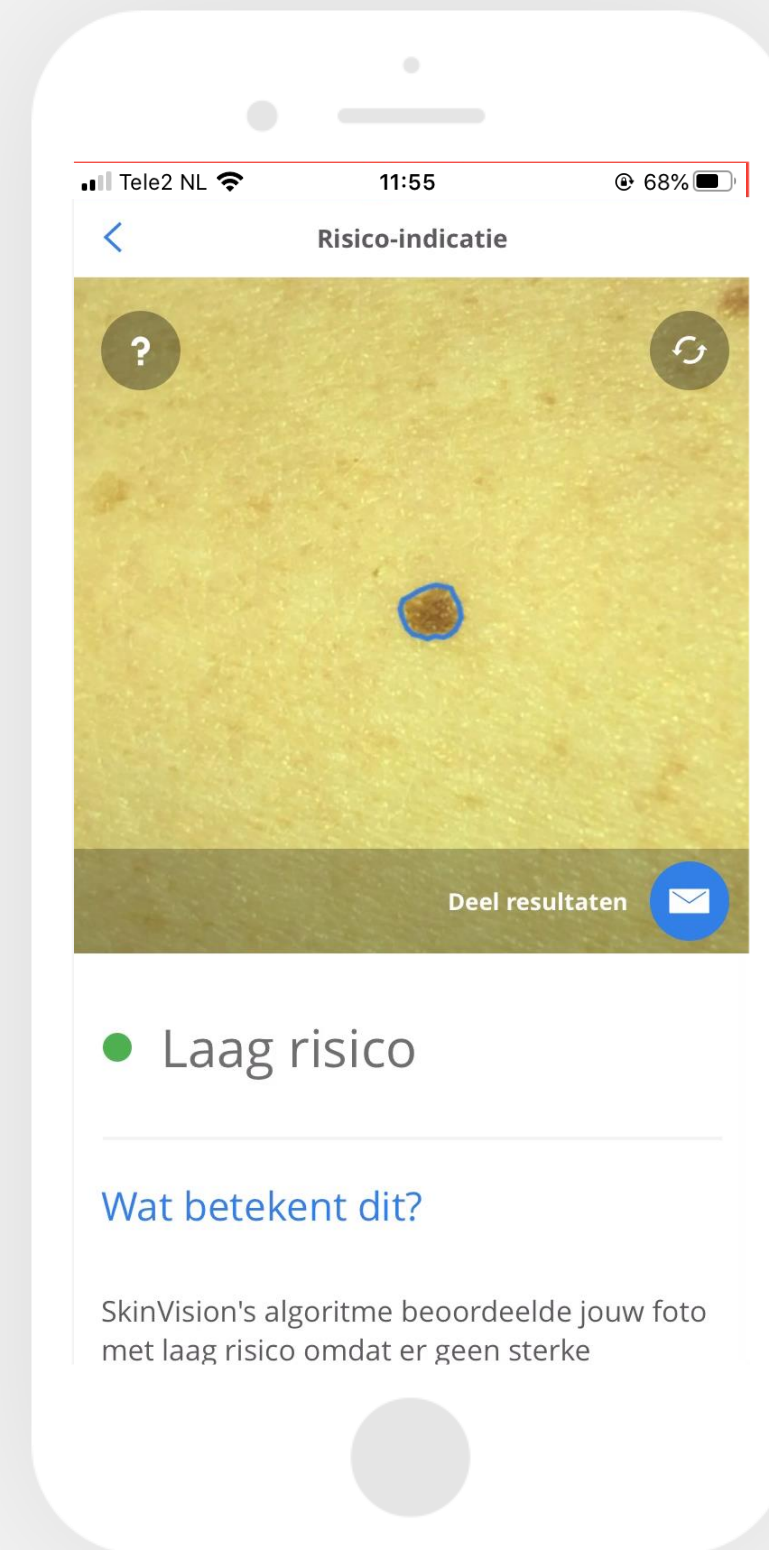 Tele2 NL 11:55 68%
Risico-indicatie
?
Deel resultaten
Laag risico
Wat betekent dit?
SkinVision's algoritme beoordeelde jouw foto
met laag risico omdat er geen sterke